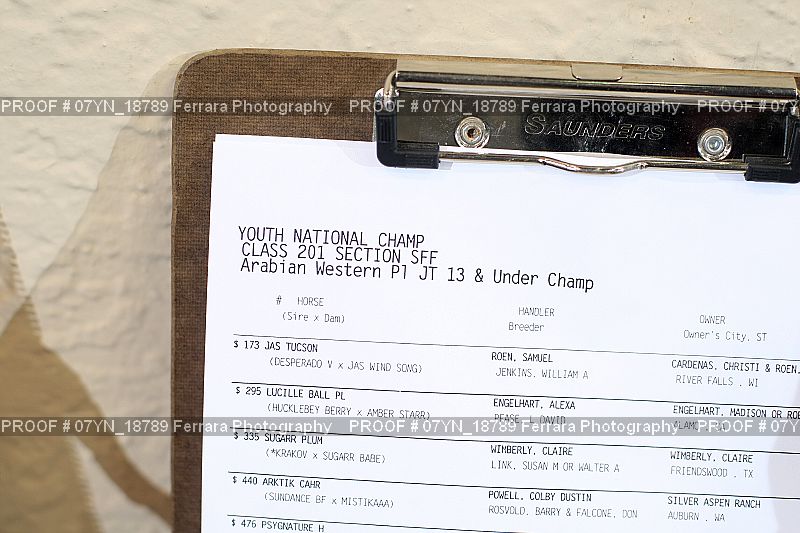 PROOF # 07YN_18789 Ferrara Photography PROOF # 07YN_18789 Ferrara Photography PROOF # 07YN
SAUNDERS
YOUTH NATIONAL CHAMP
CLASS 201 SECTION SFF
Arabian Western Pl JT 13 & Under Champ
# HORSE HANDLER OWNER
(Sire x Dam) Breeder Owner's City, ST
$ 173 JAS TUCSON ROEN, SAMUEL CARDENAS, CHRISTI & ROEN,
(DESPERADO V x JAS WIND SONG) JENKINS, WILLIAM A RIVER FALLS , WI
$ 295 LUCILLE BALL PL ENGELHART, ALEXA ENGELHART, MADISON OR
(HUCKLEBEY BERRY x AMBER STARR) DAVID
PROOF # 07YN_18789 Ferrara Photography PROOF # 07YN_18789 Ferrara Photography PROOF # 07YN
$ 335 SUGARR PLUM WIMBERLY, CLAIRE WIMBERLY, CLAIRE
(*KRAKOV x SUGARR BABE) LINK, SUSAN M OR WALTER A FRIENDSWOOD , TX
$ 440 ARKTIK CAHR POWELL, COLBY DUSTIN SILVER ASPEN RANCH
(SUNDANCE BF x MISTIKAAA) ROSVOLD, BARRY & FALCONE, DON AUBURN , WA
$ 476 PSYGNATURE H